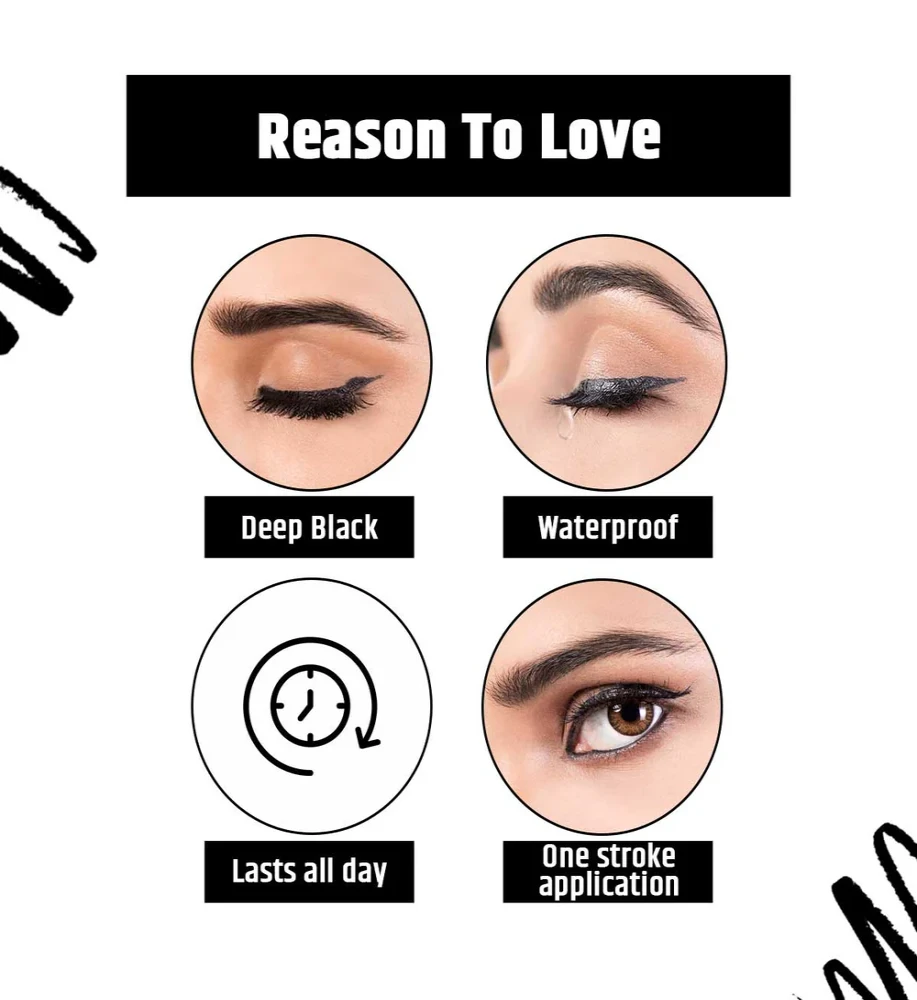 Reason To Love
Deep Black
Waterproof
Lasts all day
One stroke
application